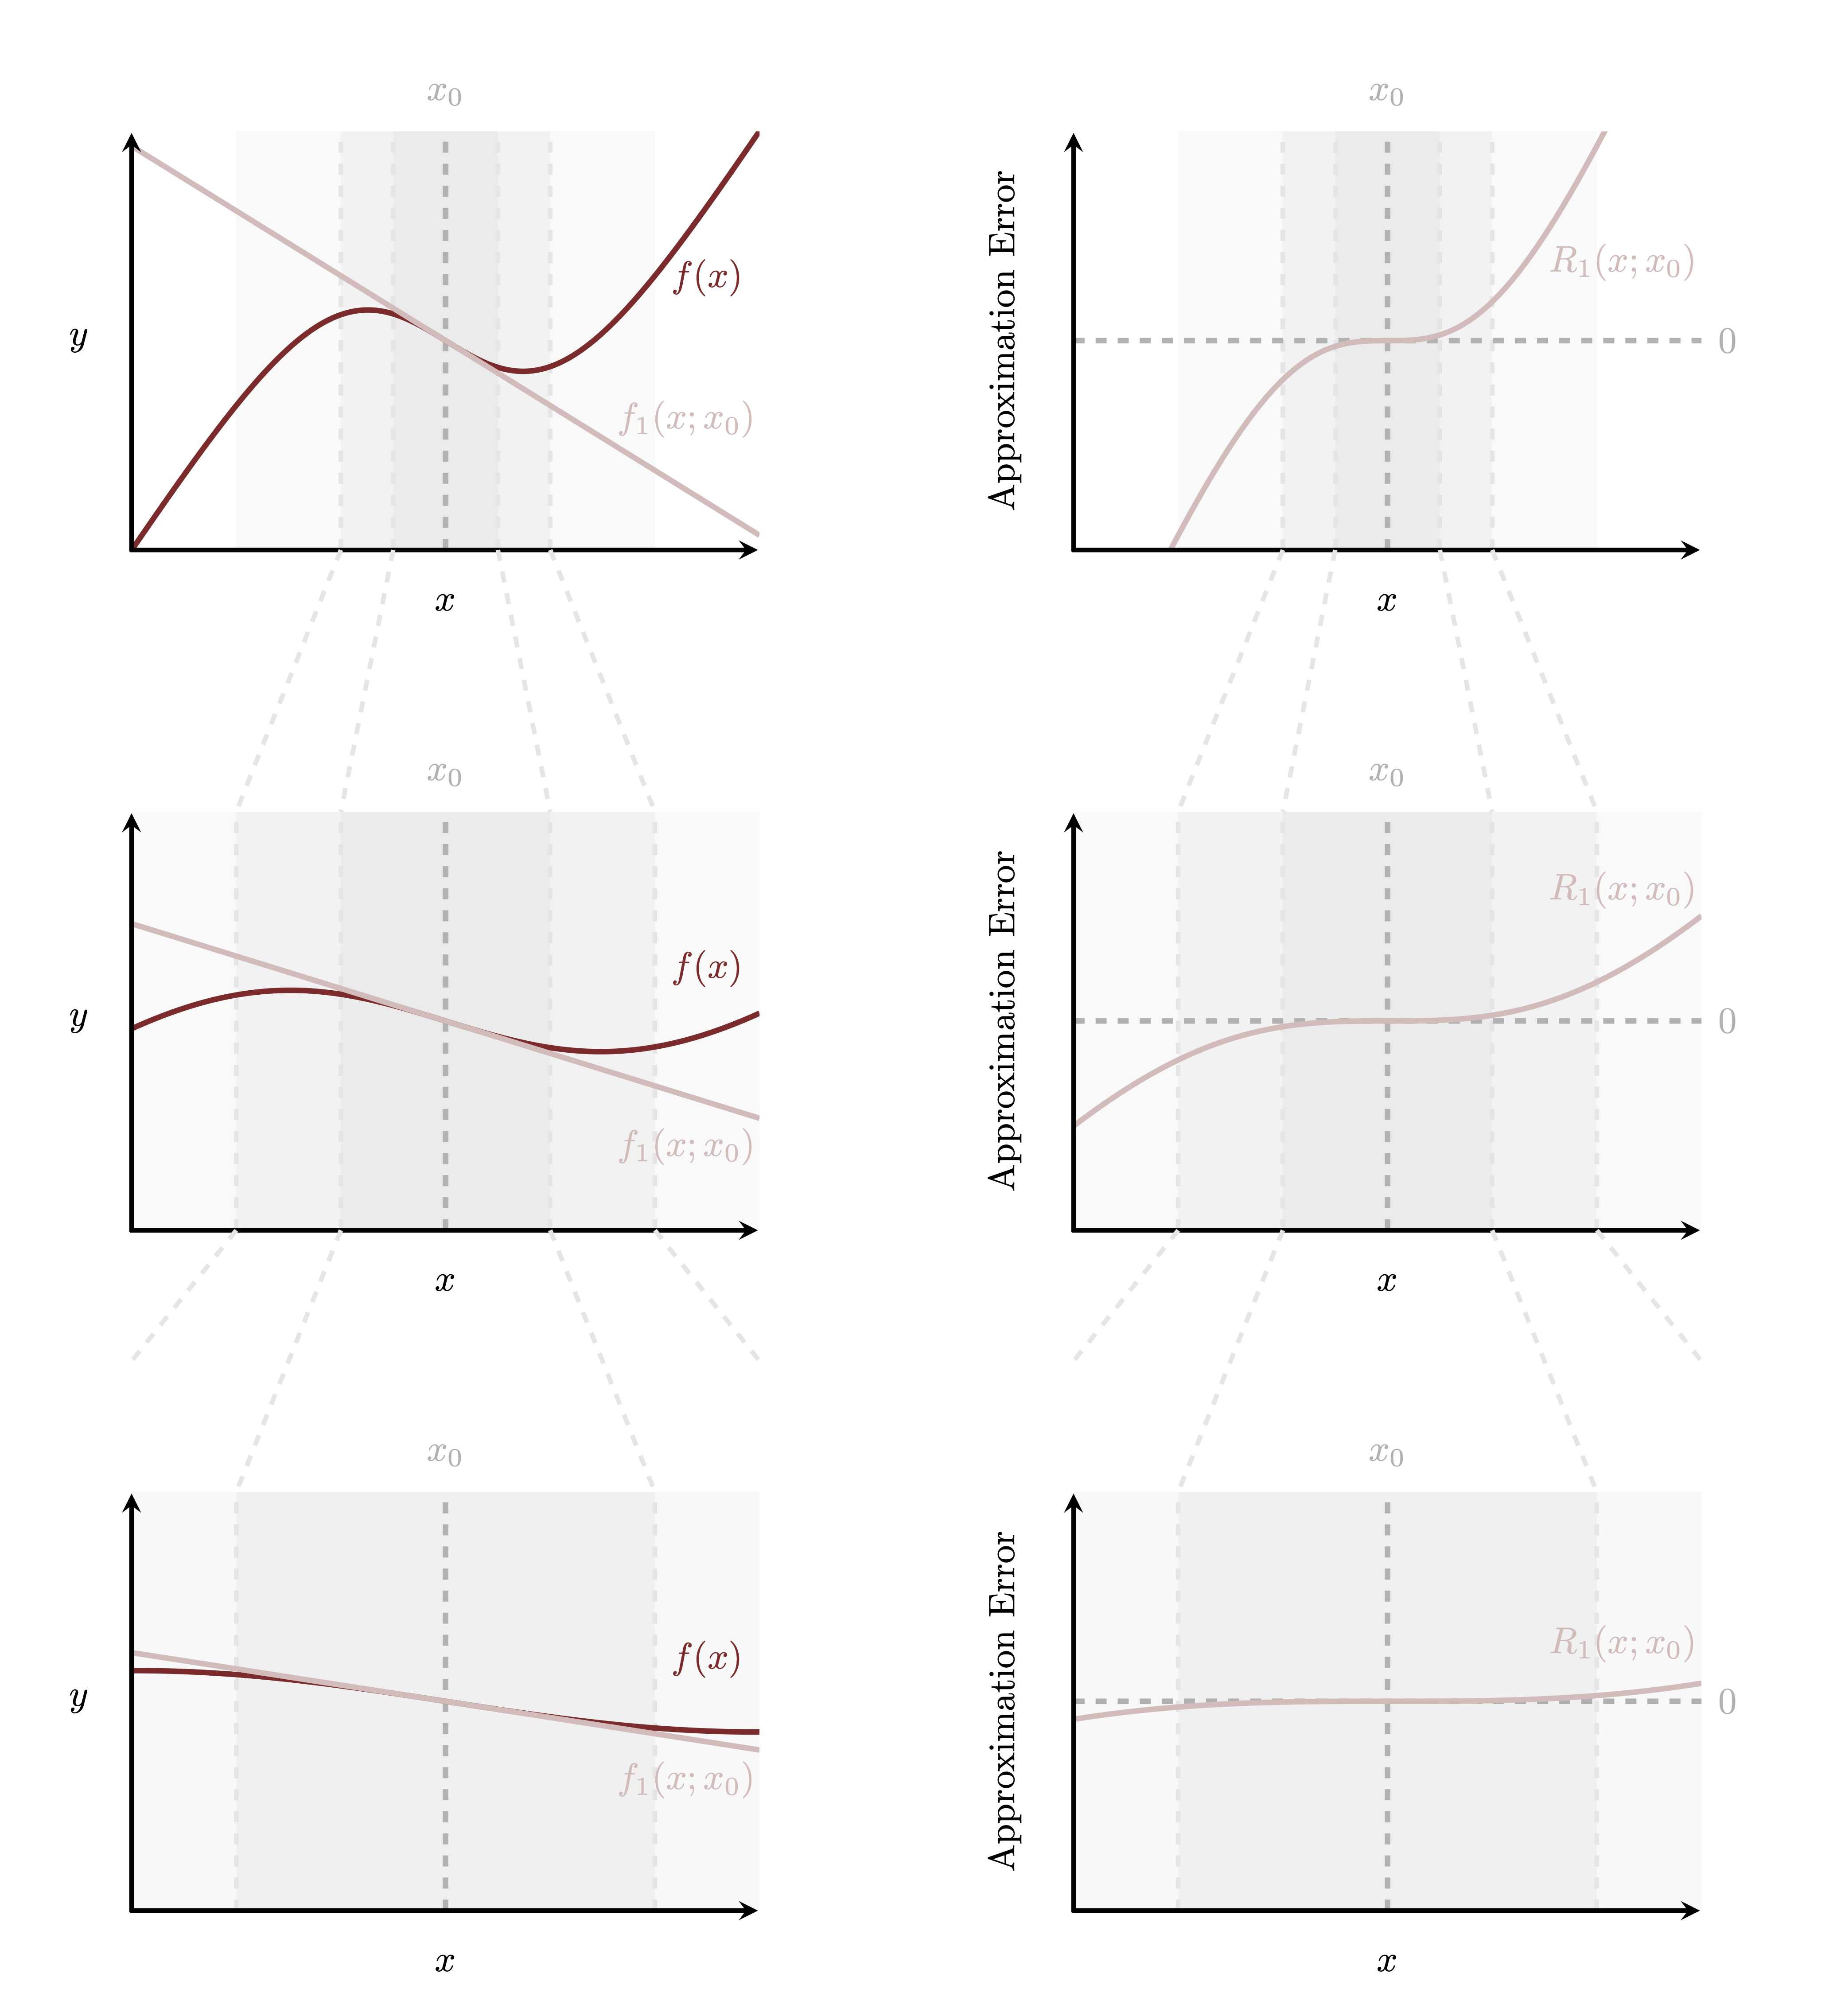 x₀
f(x)
y
f₁(x; x₀)
x
x₀
Approximation Error
R₁(x; x₀)
0
x
x₀
f(x)
y
f₁(x; x₀)
x
x₀
Approximation Error
R₁(x; x₀)
0
x
x₀
f(x)
y
f₁(x; x₀)
x
x₀
Approximation Error
R₁(x; x₀)
0
x